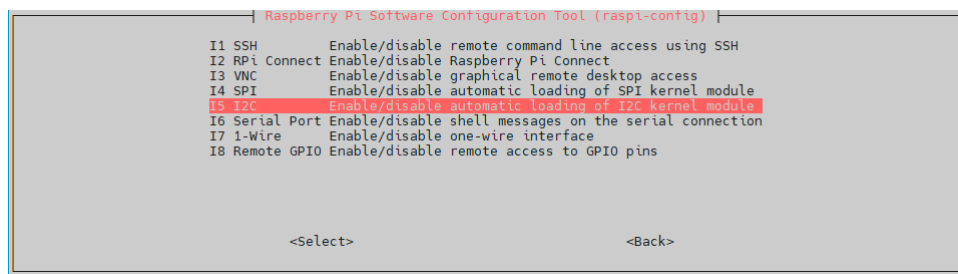 Raspberry Pi Software Configuration Tool (raspi-config)
I1 SSH Enable/disable remote command line access using SSH
I2 RPi Connect Enable/disable Raspberry Pi Connect
I3 VNC Enable/disable graphical remote desktop access
I4 SPI Enable/disable automatic loading of SPI kernel module
I5 I2C Enable/disable automatic loading of I2C kernel module
I6 Serial Port Enable/disable shell messages on the serial connection
I7 1-Wire Enable/disable one-wire interface
I8 Remote GPIO Enable/disable remote access to GPIO pins
<Select> <Back>